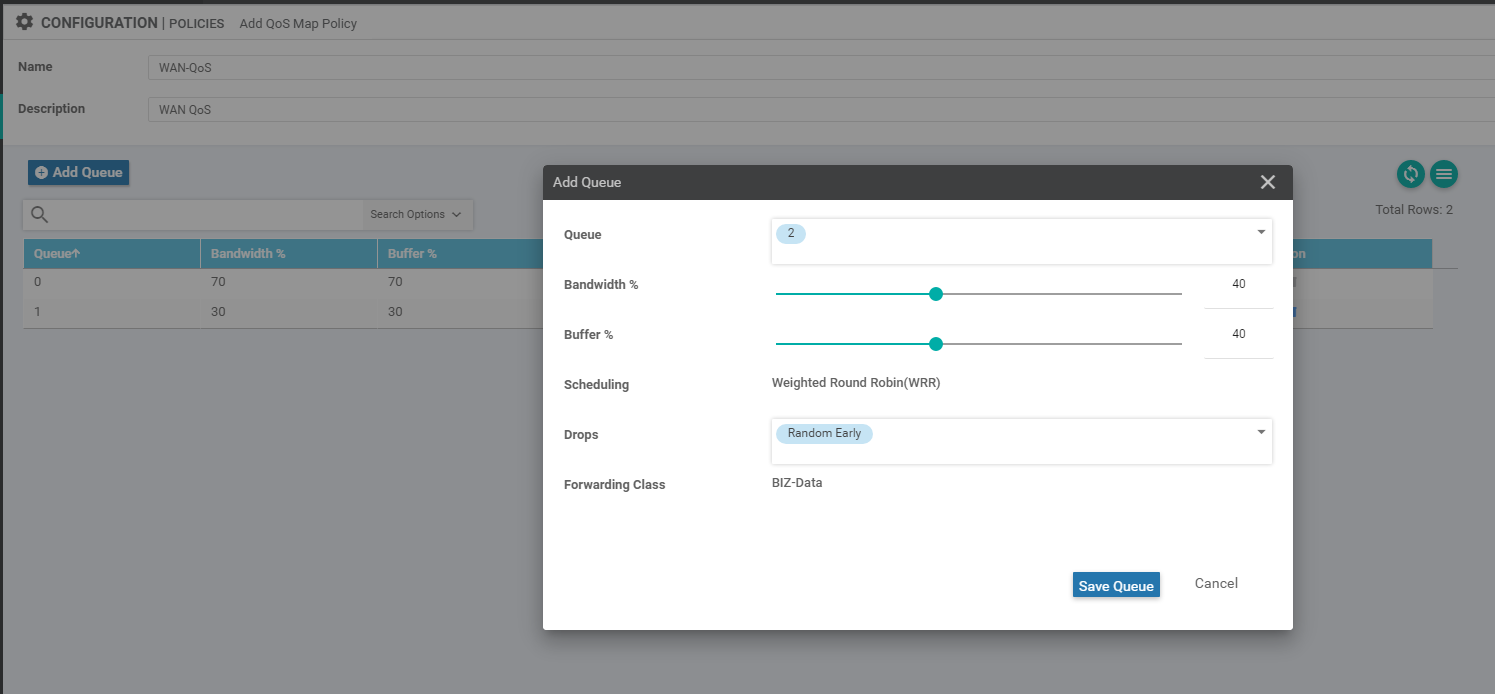 CONFIGURATION | POLICIES Add QoS Map Policy
Name WAN-QoS
Description WAN QoS
Add Queue
Search Options
Total Rows: 2
Queue Bandwidth % Buffer % on
0 70 70
1 30 30
Add Queue
Queue 2
Bandwidth % 40
Buffer % 40
Scheduling Weighted Round Robin(WRR)
Drops Random Early
Forwarding Class BIZ-Data
Save Queue Cancel